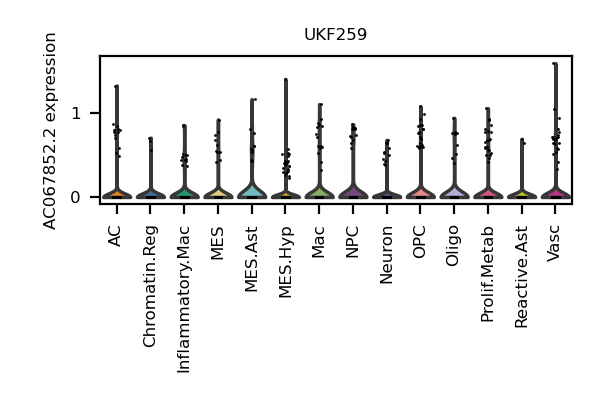 UKF259
AC067852.2 expression
1
0
AC
Chromatin.Reg
Inflammatory.Mac
MES
MES.Ast
MES.Hyp
Mac
NPC
Neuron
OPC
Oligo
Prolif.Metab
Reactive.Ast
Vasc